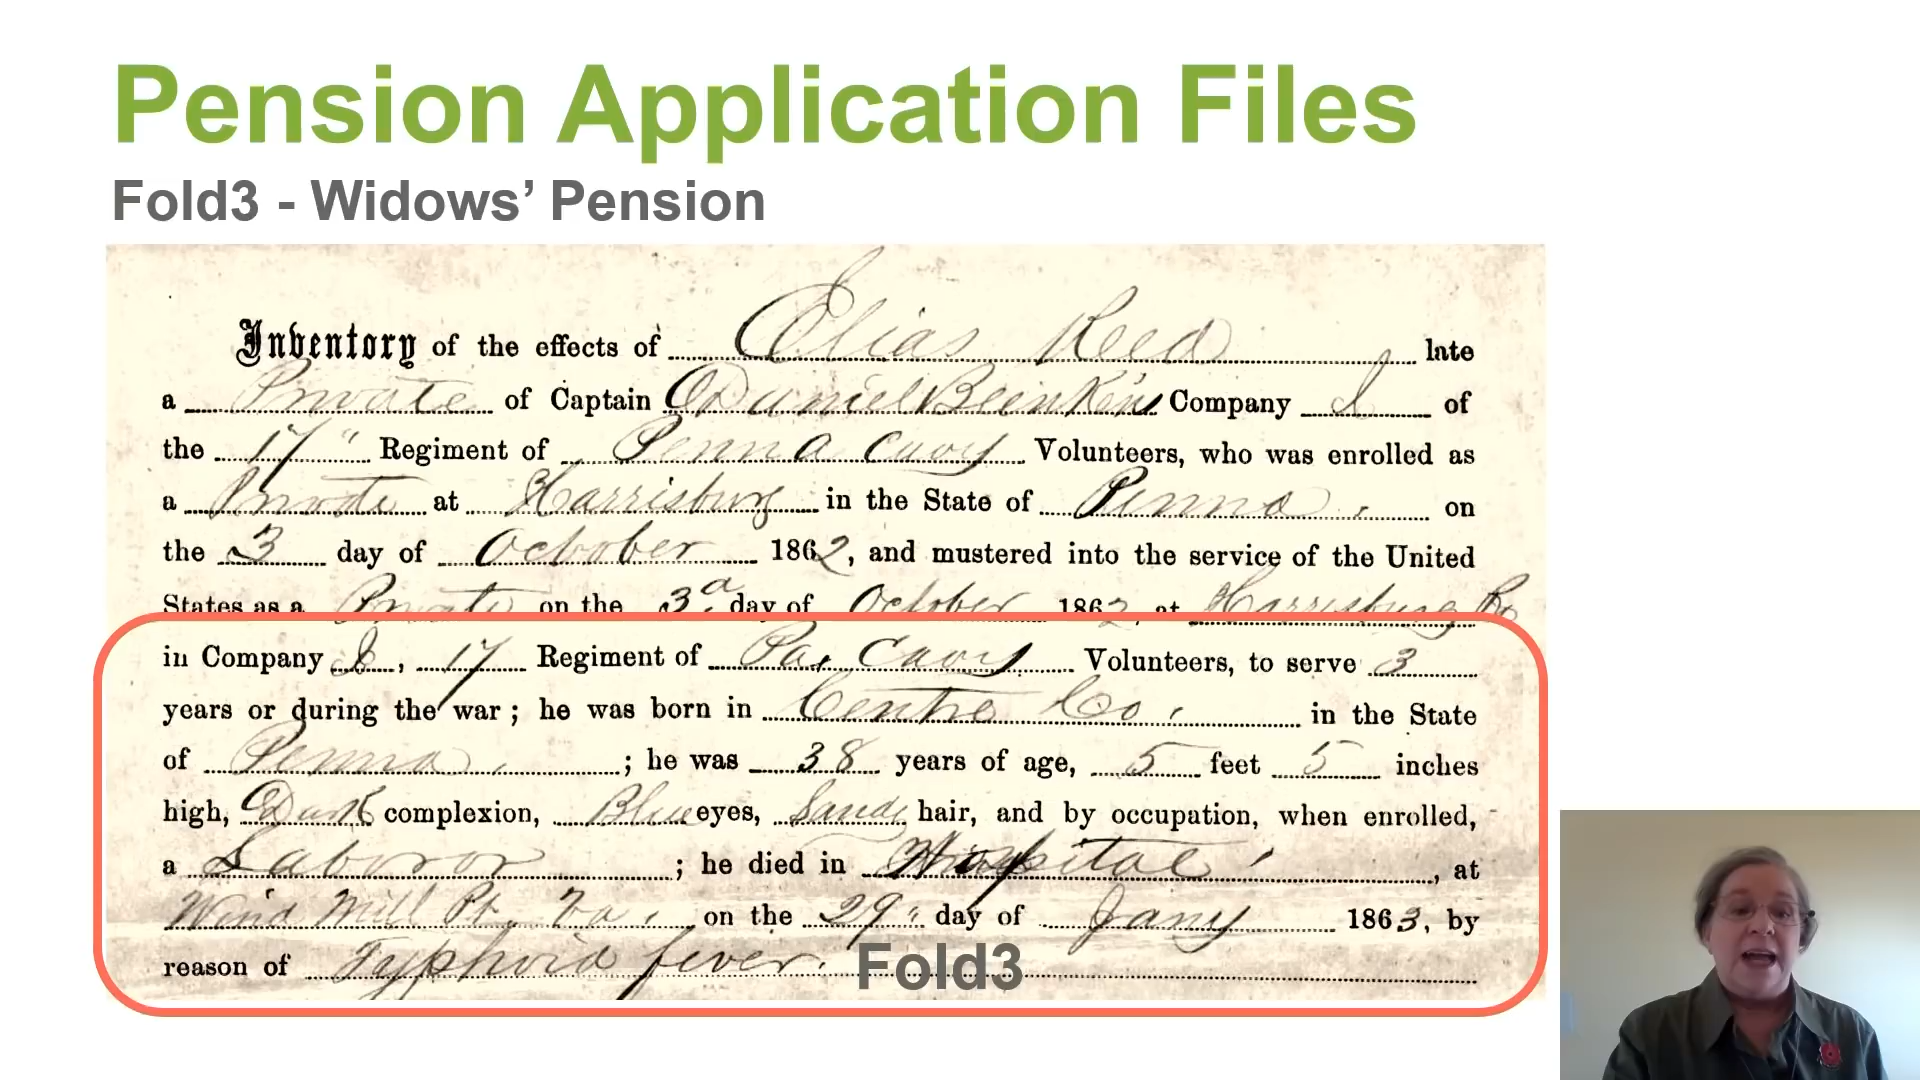 Pension Application Files
Fold3 - Widows’ Pension
Inventory of the effects of Elias Reed late
a Private of Captain Company I of
the 17" Regiment of Penna Cavy Volunteers, who was enrolled as
a Private at Harrisburg in the State of Penna. on
the 3 day of October 1862, and mustered into the service of the United
States as a Private on the 3d day of October 1862 at Harrisburg Pa
in Company I, 17 Regiment of Pa. Cavy Volunteers, to serve 3
years or during the war; he was born in Centre Co. in the State
of Penna.; he was 38 years of age, 5 feet 5 inches
high, Dark complexion, Blue eyes, Sandy hair, and by occupation, when enrolled,
a Laboror; he died in Hospital, at
Wind Mill Pt. Va. on the 29" day of Jany 1863, by
reason of Typhoid fever.
Fold3